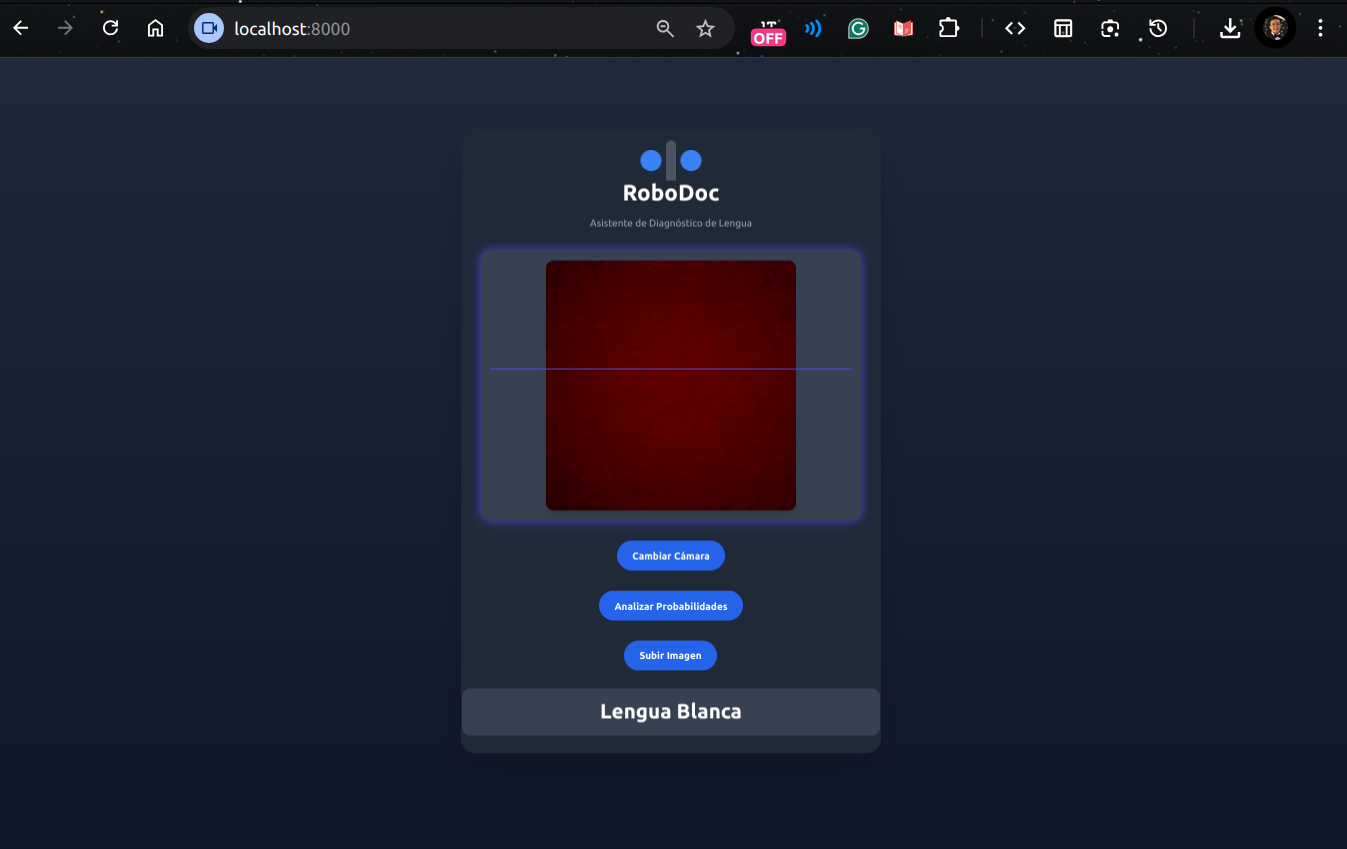 localhost:8000
OFF
RoboDoc
Asistente de Diagnóstico de Lengua
Cambiar Cámara
Analizar Probabilidades
Subir Imagen
Lengua Blanca